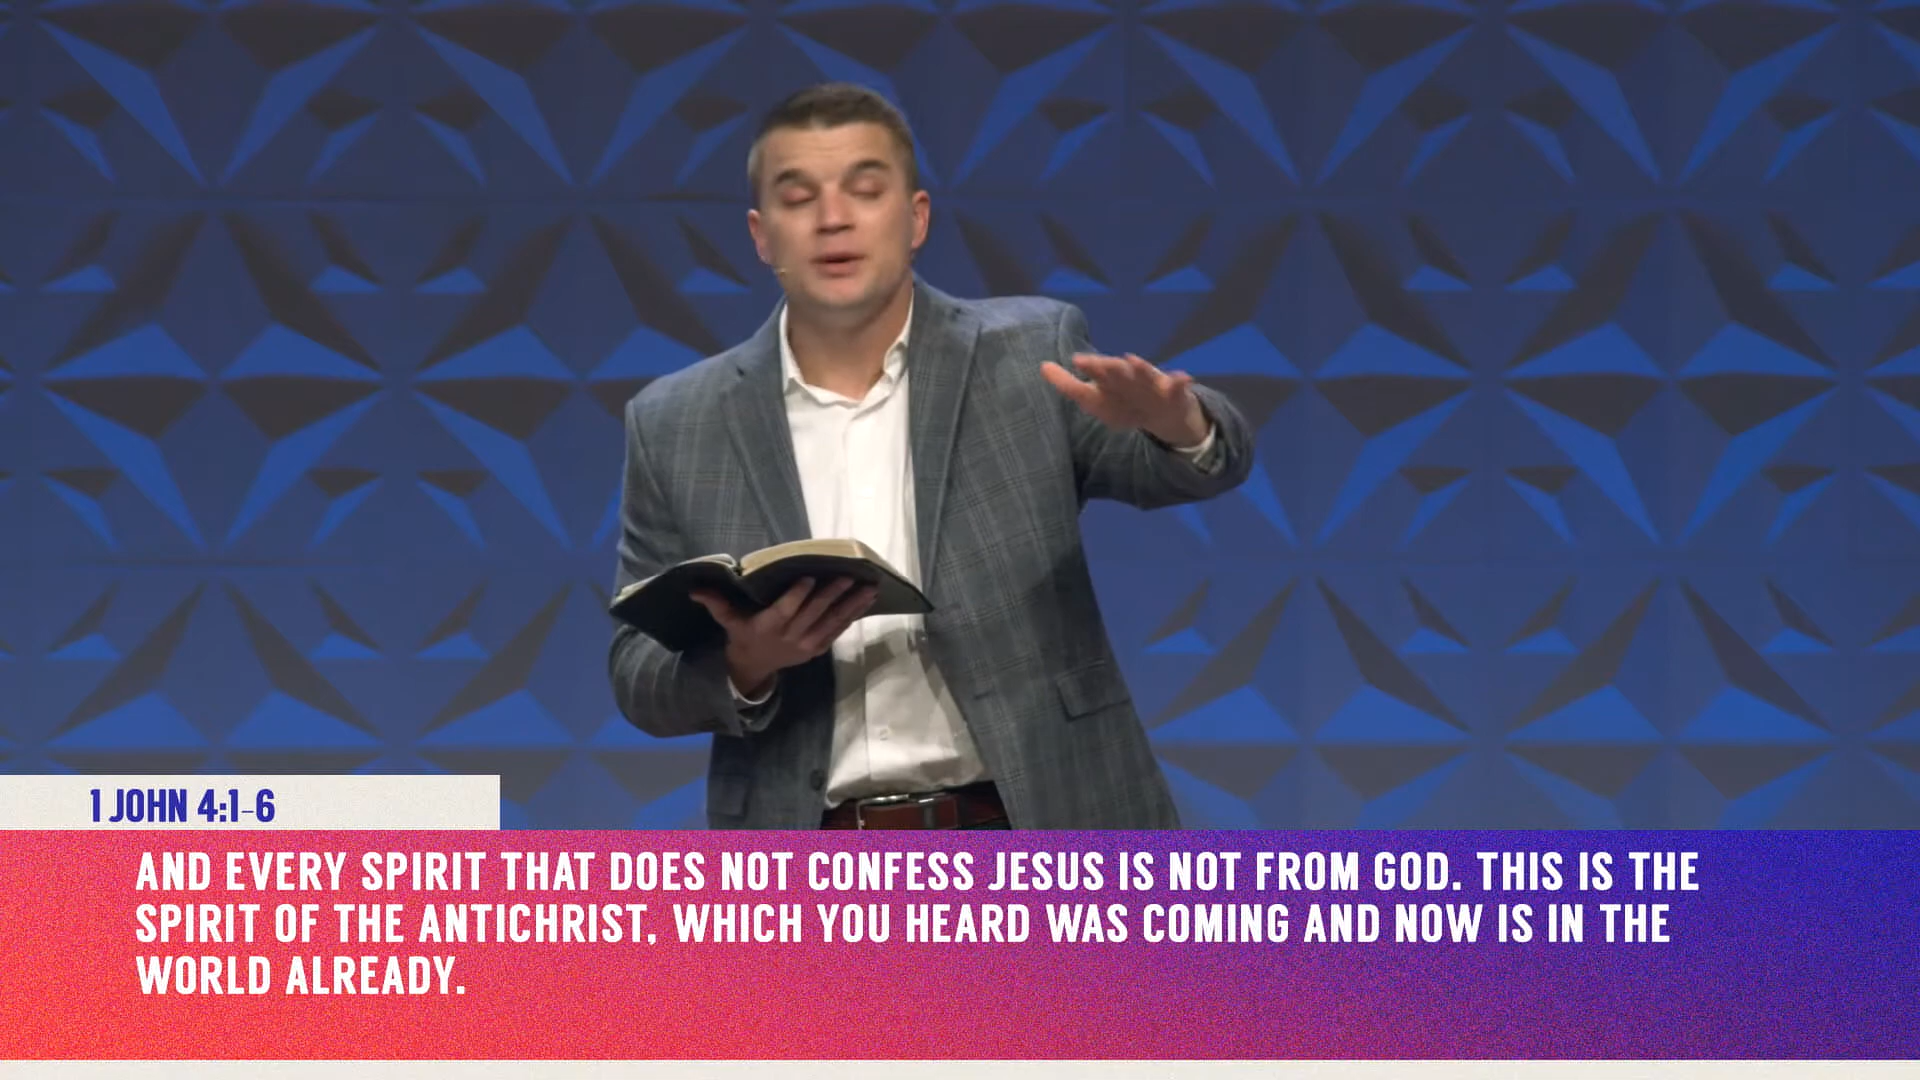 1 JOHN 4:1-6
AND EVERY SPIRIT THAT DOES NOT CONFESS JESUS IS NOT FROM GOD. THIS IS THE
SPIRIT OF THE ANTICHRIST, WHICH YOU HEARD WAS COMING AND NOW IS IN THE
WORLD ALREADY.